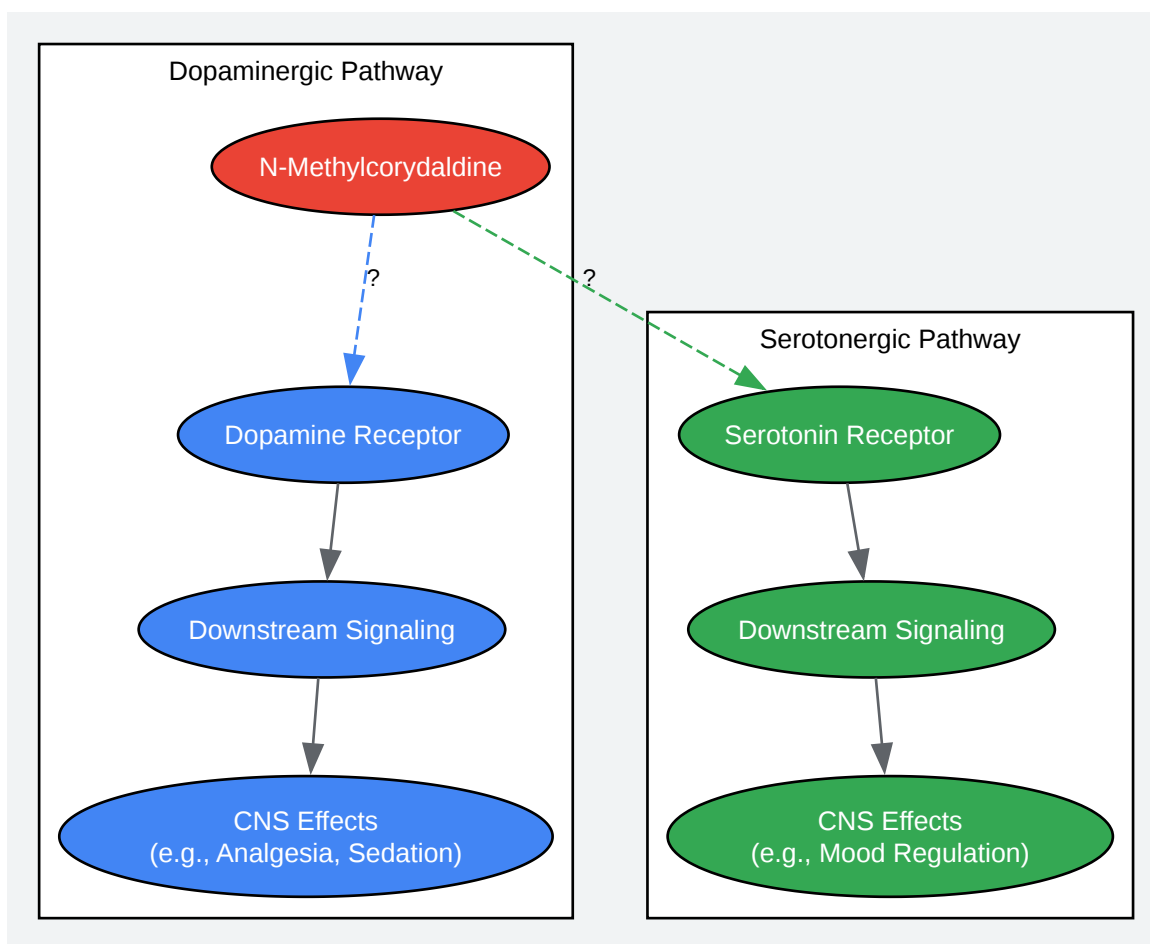 Dopaminergic Pathway
N-Methylcorydaldine
?
?
Dopamine Receptor
Downstream Signaling
CNS Effects
(e.g., Analgesia, Sedation)
Serotonergic Pathway
Serotonin Receptor
Downstream Signaling
CNS Effects
(e.g., Mood Regulation)